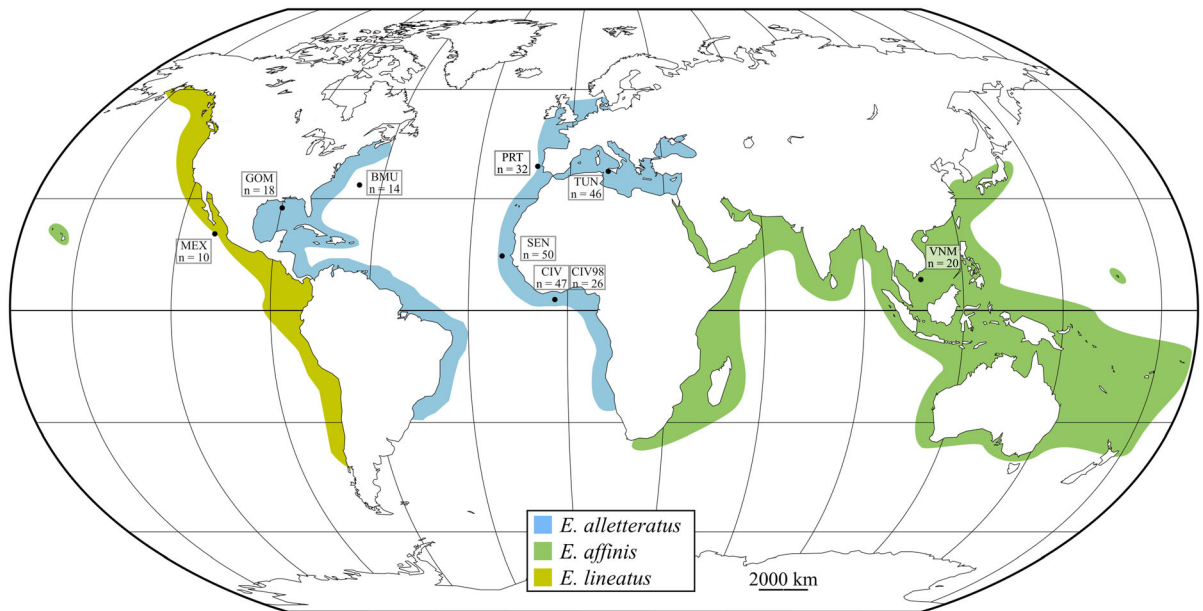 PRT
n = 32
GOM
n = 18
BMU
n = 14
TUN
n = 46
MEX
n = 10
SEN
n = 50
VNM
n = 20
CIV
n = 47
CIV98
n = 26
E. alletteratus
E. affinis
E. lineatus
2000 km